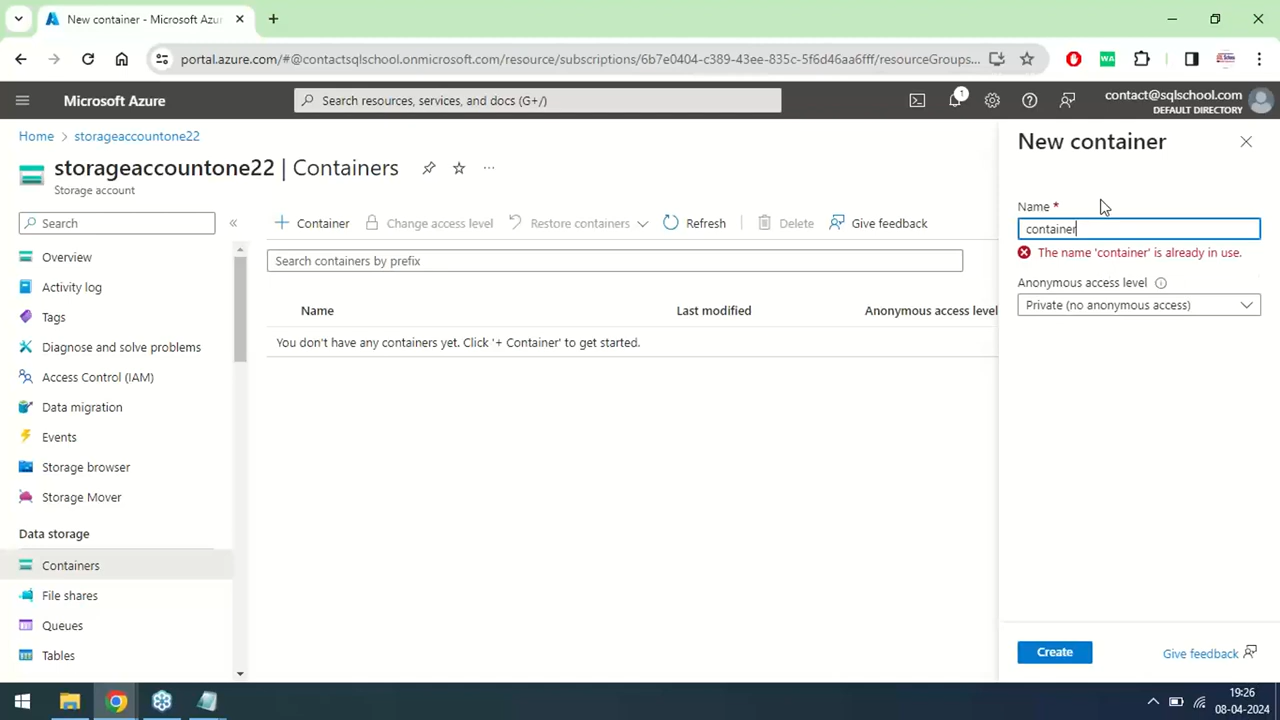 New container - Microsoft Azu
portal.azure.com/#@contactsqlschool.onmicrosoft.com/resource/subscriptions/6b7e0404-c389-43ee-835c-5f6d46aa6fff/resourceGroups...
WA
Microsoft Azure
Search resources, services, and docs (G+/)
1
contact@sqlschool.com
DEFAULT DIRECTORY
Home > storageaccountone22
storageaccountone22 | Containers
Storage account
Search
Container
Change access level
Restore containers
Refresh
Delete
Give feedback
Search containers by prefix
Name
Last modified
Anonymous access level
You don't have any containers yet. Click '+ Container' to get started.
Overview
Activity log
Tags
Diagnose and solve problems
Access Control (IAM)
Data migration
Events
Storage browser
Storage Mover
Data storage
Containers
File shares
Queues
Tables
New container
Name *
container
The name 'container' is already in use.
Anonymous access level
Private (no anonymous access)
Create
Give feedback
19:26
08-04-2024